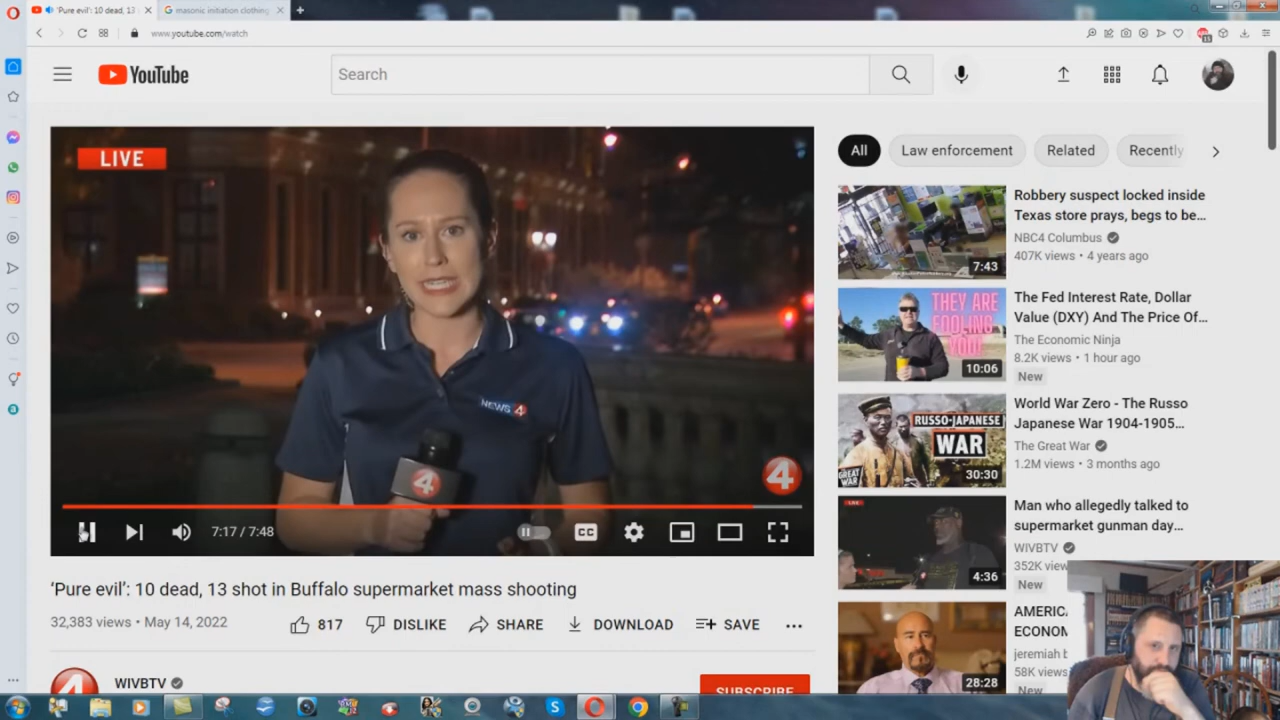 'Pure evil': 10 dead, 13
masonic initiation clothing
www.youtube.com/watch
YouTube
Search
LIVE
NEWS 4
4
4
7:17 / 7:48
CC
'Pure evil': 10 dead, 13 shot in Buffalo supermarket mass shooting
32,383 views • May 14, 2022
817
DISLIKE
SHARE
DOWNLOAD
SAVE
4
WIVBTV
SUBSCRIBE
All
Law enforcement
Related
Recently
7:43
Robbery suspect locked inside
Texas store prays, begs to be…
NBC4 Columbus
407K views • 4 years ago
THEY ARE
FOOLING
YOU!
10:06
The Fed Interest Rate, Dollar
Value (DXY) And The Price Of…
The Economic Ninja
8.2K views • 1 hour ago
New
RUSSO-JAPANESE
WAR
GREAT
WAR
30:30
World War Zero - The Russo
Japanese War 1904-1905…
The Great War
1.2M views • 3 months ago
4:36
Man who allegedly talked to
supermarket gunman day…
WIVBTV
352K view
New
28:28
AMERIC
ECONOM
jeremiah b
58K views
New